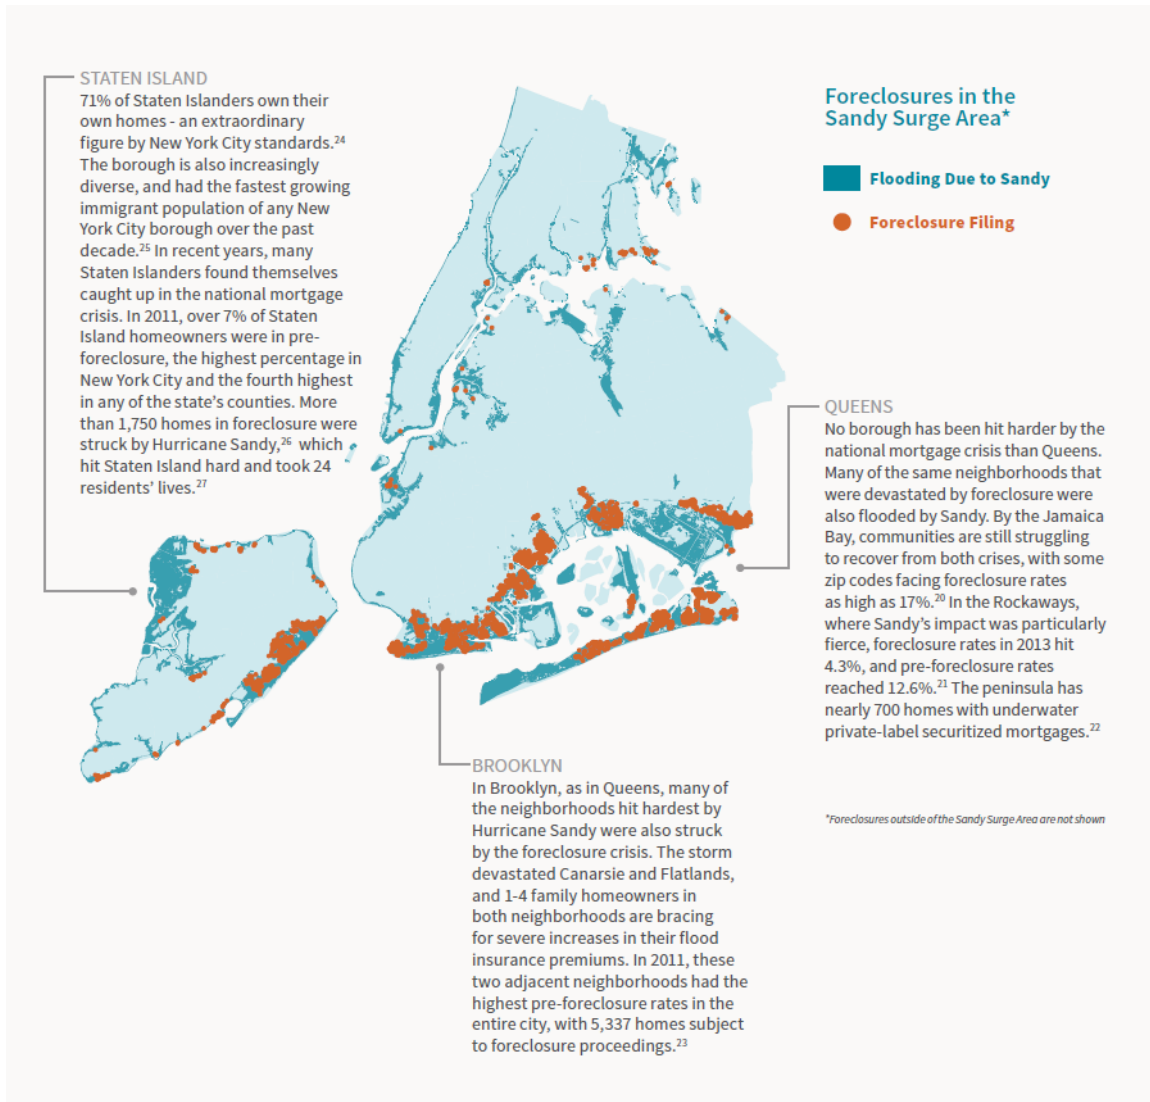 STATEN ISLAND
71% of Staten Islanders own their
own homes - an extraordinary
figure by New York City standards.24
The borough is also increasingly
diverse, and had the fastest growing
immigrant population of any New
York City borough over the past
decade.25 In recent years, many
Staten Islanders found themselves
caught up in the national mortgage
crisis. In 2011, over 7% of Staten
Island homeowners were in pre-
foreclosure, the highest percentage in
New York City and the fourth highest
in any of the state's counties. More
than 1,750 homes in foreclosure were
struck by Hurricane Sandy,26 which
hit Staten Island hard and took 24
residents' lives.27
Foreclosures in the
Sandy Surge Area*
Flooding Due to Sandy
Foreclosure Filing
QUEENS
No borough has been hit harder by the
national mortgage crisis than Queens.
Many of the same neighborhoods that
were devastated by foreclosure were
also flooded by Sandy. By the Jamaica
Bay, communities are still struggling
to recover from both crises, with some
zip codes facing foreclosure rates
as high as 17%.20 In the Rockaways,
where Sandy's impact was particularly
fierce, foreclosure rates in 2013 hit
4.3%, and pre-foreclosure rates
reached 12.6%.21 The peninsula has
nearly 700 homes with underwater
private-label securitized mortgages.22
*Foreclosures outside of the Sandy Surge Area are not shown
BROOKLYN
In Brooklyn, as in Queens, many of
the neighborhoods hit hardest by
Hurricane Sandy were also struck
by the foreclosure crisis. The storm
devastated Canarsie and Flatlands,
and 1-4 family homeowners in
both neighborhoods are bracing
for severe increases in their flood
insurance premiums. In 2011, these
two adjacent neighborhoods had the
highest pre-foreclosure rates in the
entire city, with 5,337 homes subject
to foreclosure proceedings.23